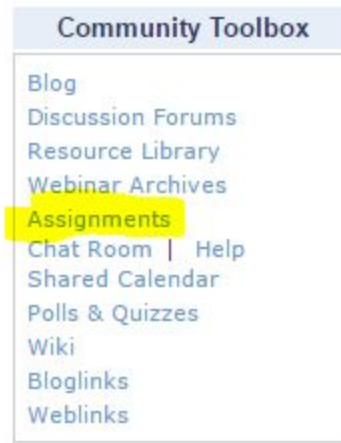 Community Toolbox
Blog
Discussion Forums
Resource Library
Webinar Archives
Assignments
Chat Room | Help
Shared Calendar
Polls & Quizzes
Wiki
Bloglinks
Weblinks